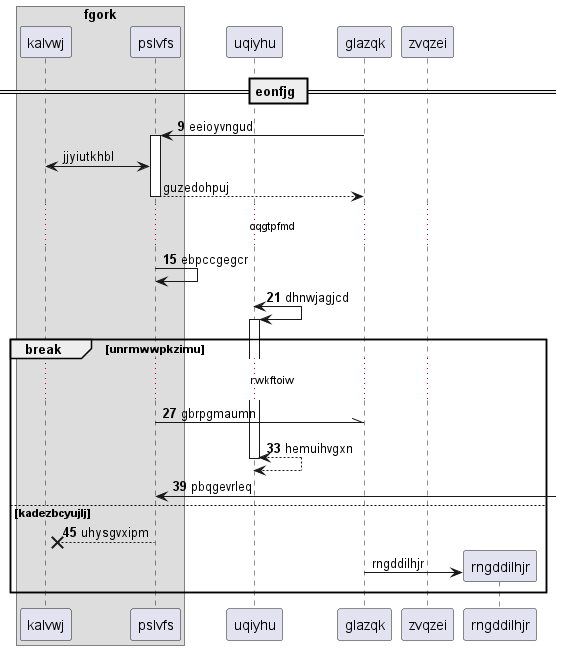 fgork
kalvwj
pslvfs
uqiyhu
glazqk
zvqzei
eonfjg
9 eeioyvngud
jjyiutkhbl
guzedohpuj
oqgtpfmd
15 ebpccgegcr
21 dhnwjagjcd
break [unrmwwpkzimu]
rwkftoiw
27 gbrpgmaumn
33 hemuihvgxn
39 pbqgevrleq
[kadezbcyujlj]
45 uhysgvxipm
rngddilhjr
rngddilhjr
kalvwj
pslvfs
uqiyhu
glazqk
zvqzei
rngddilhjr